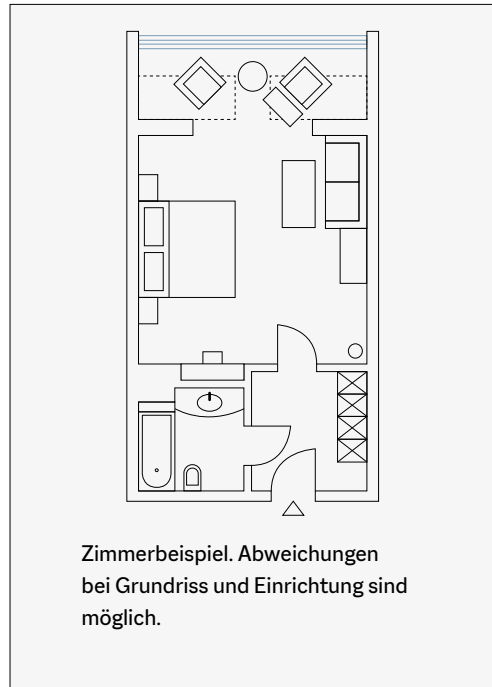 Zimmerbeispiel. Abweichungen
bei Grundriss und Einrichtung sind
möglich.